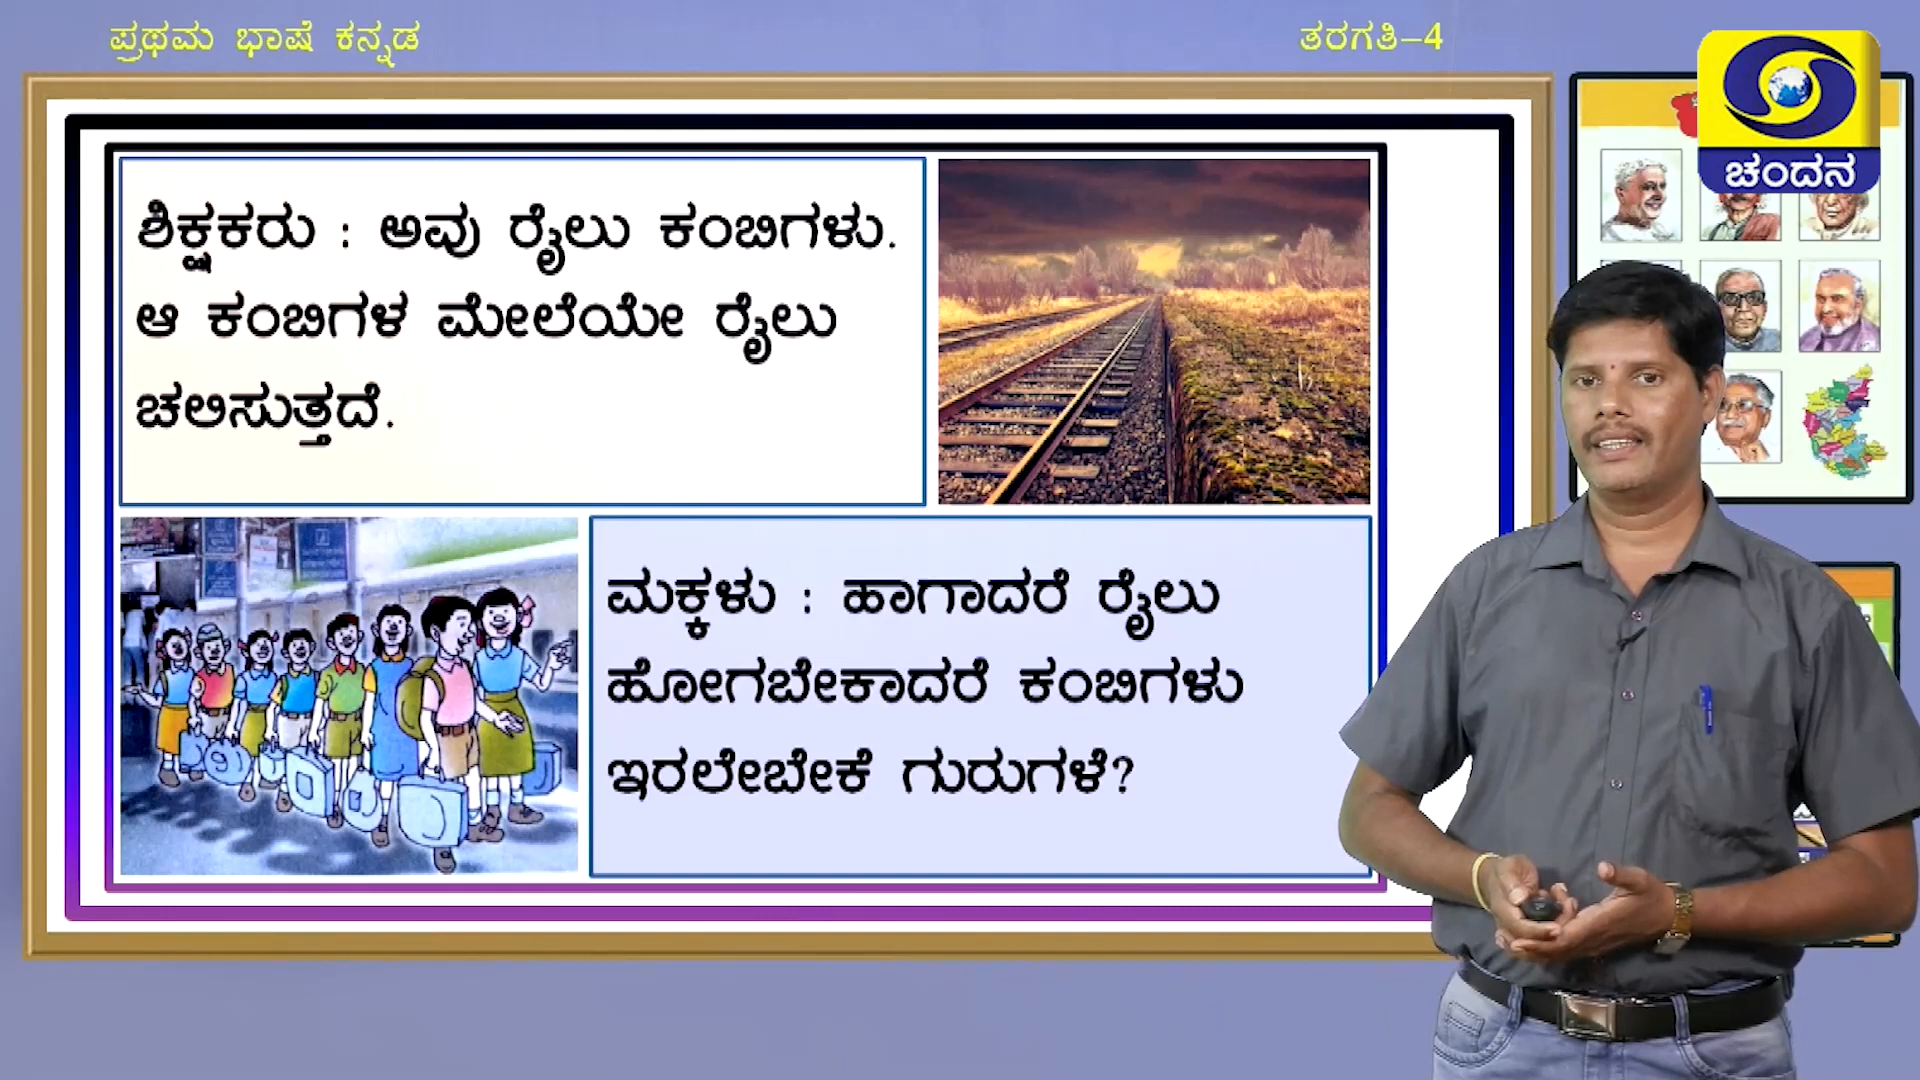 ಪ್ರಥಮ ಭಾಷೆ ಕನ್ನಡ
ತರಗತಿ–4
ಚಂದನ
ಶಿಕ್ಷಕರು : ಅವು ರೈಲು ಕಂಬಿಗಳು.
ಆ ಕಂಬಿಗಳ ಮೇಲೆಯೇ ರೈಲು
ಚಲಿಸುತ್ತದೆ.
ಮಕ್ಕಳು : ಹಾಗಾದರೆ ರೈಲು
ಹೋಗಬೇಕಾದರೆ ಕಂಬಿಗಳು
ಇರಲೇಬೇಕೆ ಗುರುಗಳೆ?